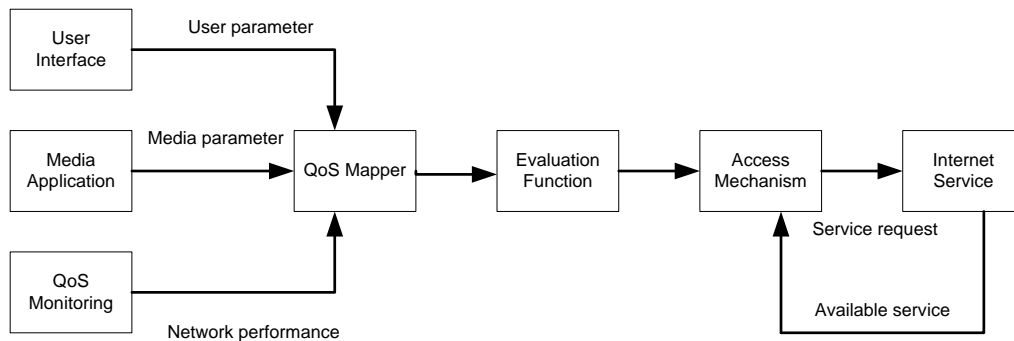 User
Interface
User parameter
Media
Application
Media parameter
QoS
Monitoring
Network performance
QoS Mapper
Evaluation
Function
Access
Mechanism
Internet
Service
Service request
Available service